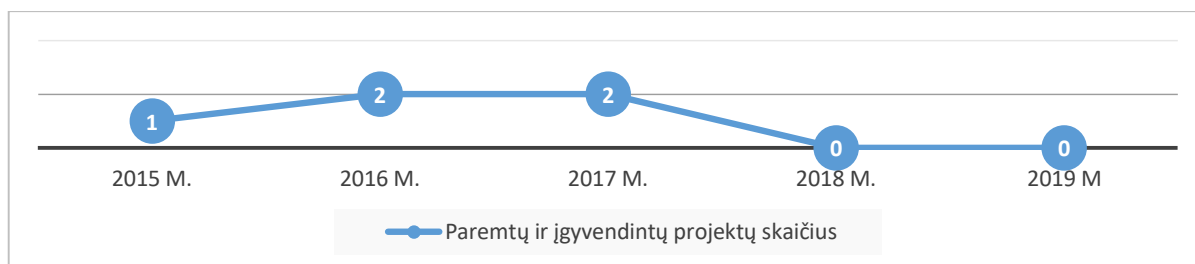 1
2
2
0
0
2015 M.
2016 M.
2017 M.
2018 M.
2019 M
Paremtų ir įgyvendintų projektų skaičius